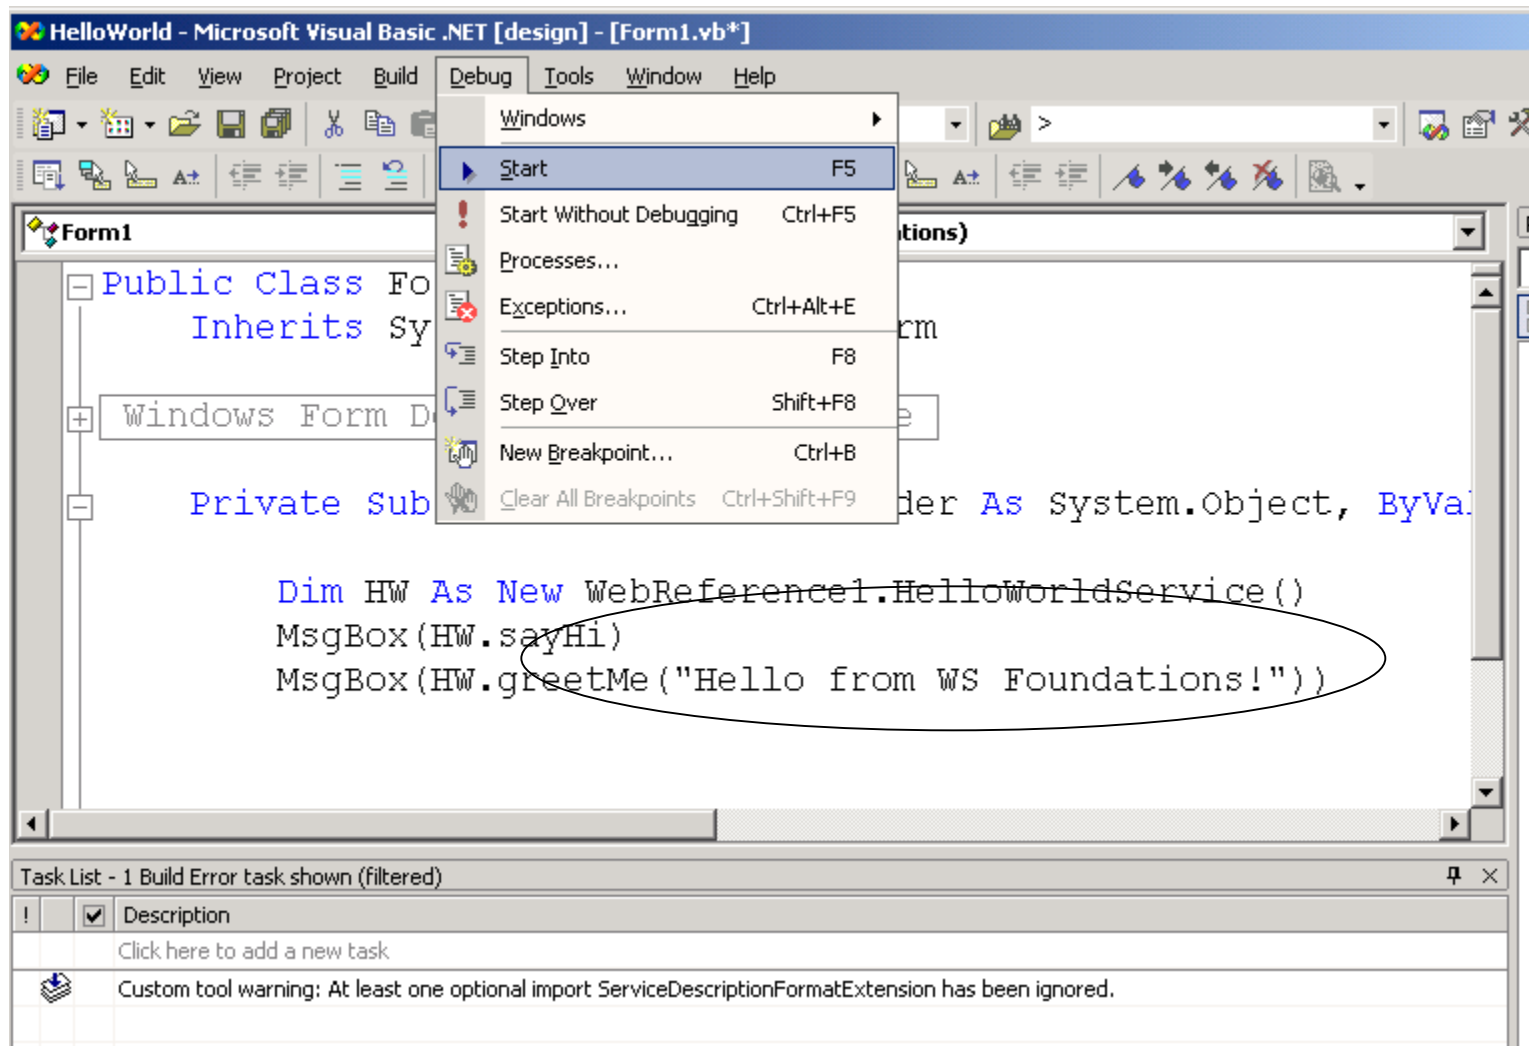 HelloWorld - Microsoft Visual Basic .NET [design] - [Form1.vb*]
File Edit View Project Build Debug Tools Window Help
Windows
>
Start F5
Start Without Debugging Ctrl+F5
Form1 ations)
Processes...
Public Class Fo
Exceptions... Ctrl+Alt+E
Inherits Sy rm
Step Into F8
Step Over Shift+F8
Windows Form D e
New Breakpoint... Ctrl+B
Clear All Breakpoints Ctrl+Shift+F9
Private Sub der As System.Object, ByVal
Dim HW As New WebReference1.HelloWorldService()
MsgBox(HW.sayHi)
MsgBox(HW.greetMe("Hello from WS Foundations!"))
Task List - 1 Build Error task shown (filtered)
! Description
Click here to add a new task
Custom tool warning: At least one optional import ServiceDescriptionFormatExtension has been ignored.